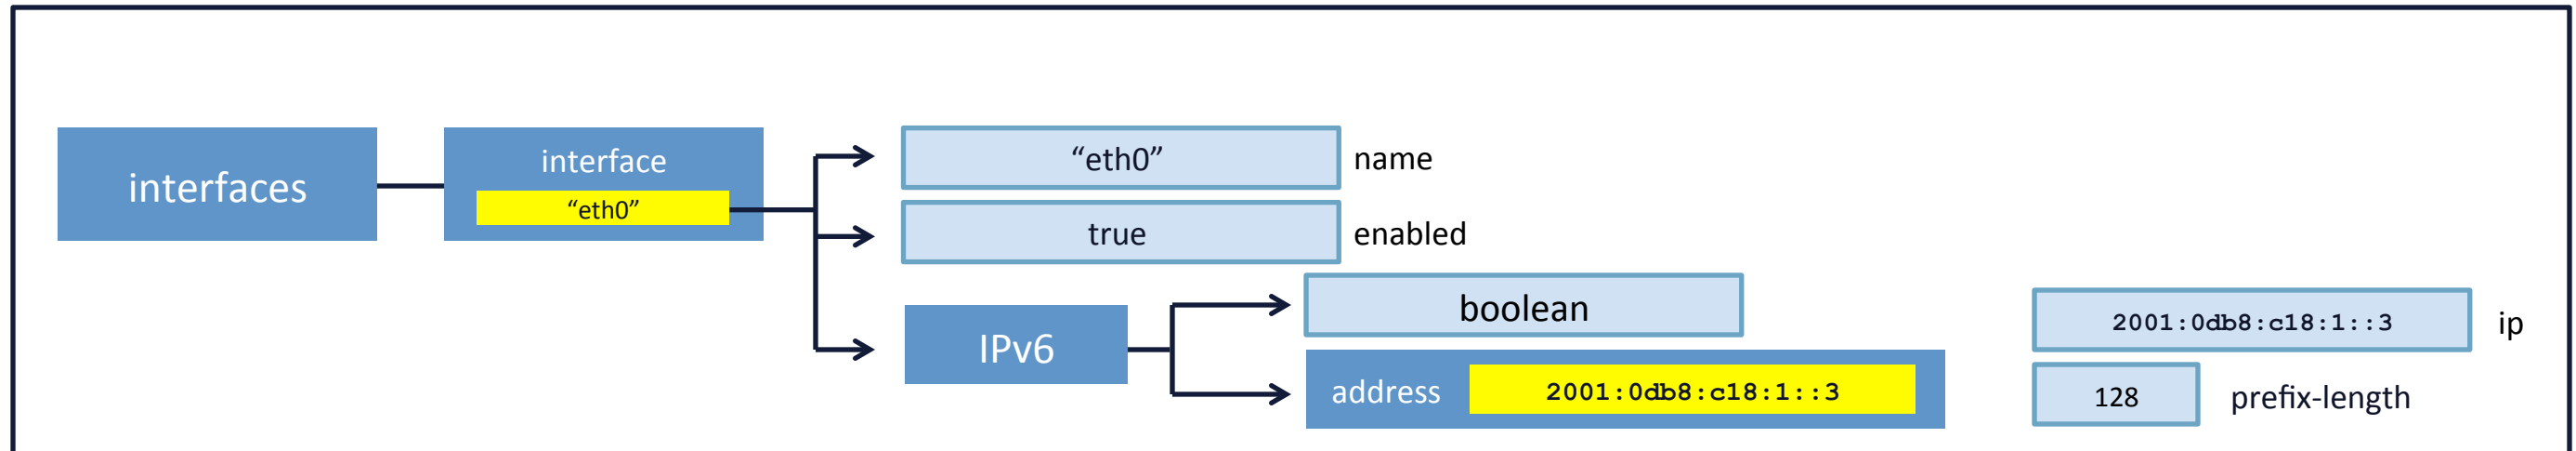 interfaces
interface
“eth0”
“eth0”
name
true
enabled
IPv6
boolean
address
2001:0db8:c18:1::3
2001:0db8:c18:1::3
ip
128
prefix-length